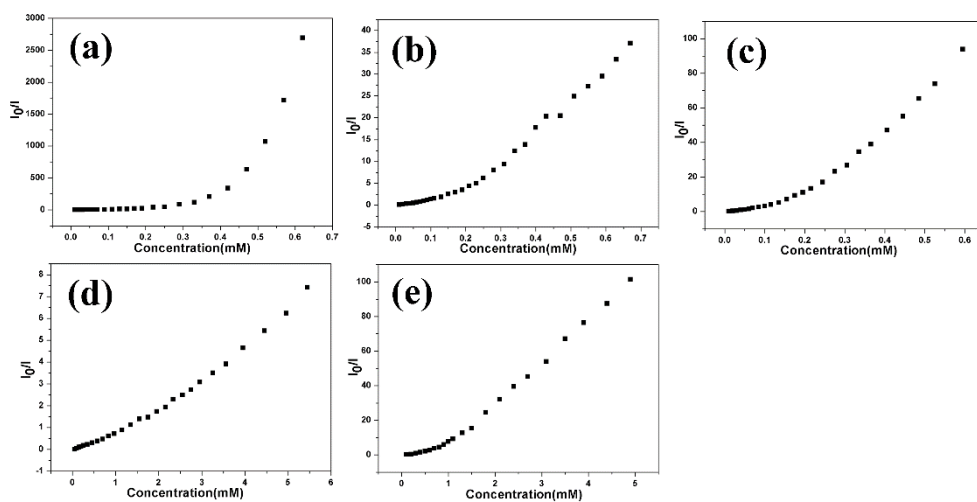 (a)
I0/I
3000
2500
2000
1500
1000
500
0
0.0 0.1 0.2 0.3 0.4 0.5 0.6 0.7
Concentration(mM)
(b)
I0/I
40
35
30
25
20
15
10
5
0
0.0 0.1 0.2 0.3 0.4 0.5 0.6 0.7
Concentration(mM)
(c)
I0/I
100
80
60
40
20
0
0.0 0.1 0.2 0.3 0.4 0.5 0.6
Concentration(mM)
(d)
I0/I
8
7
6
5
4
3
2
1
0
-1
0 1 2 3 4 5 6
Concentration(mM)
(e)
I0/I
100
80
60
40
20
0
0 1 2 3 4 5
Concentration(mM)